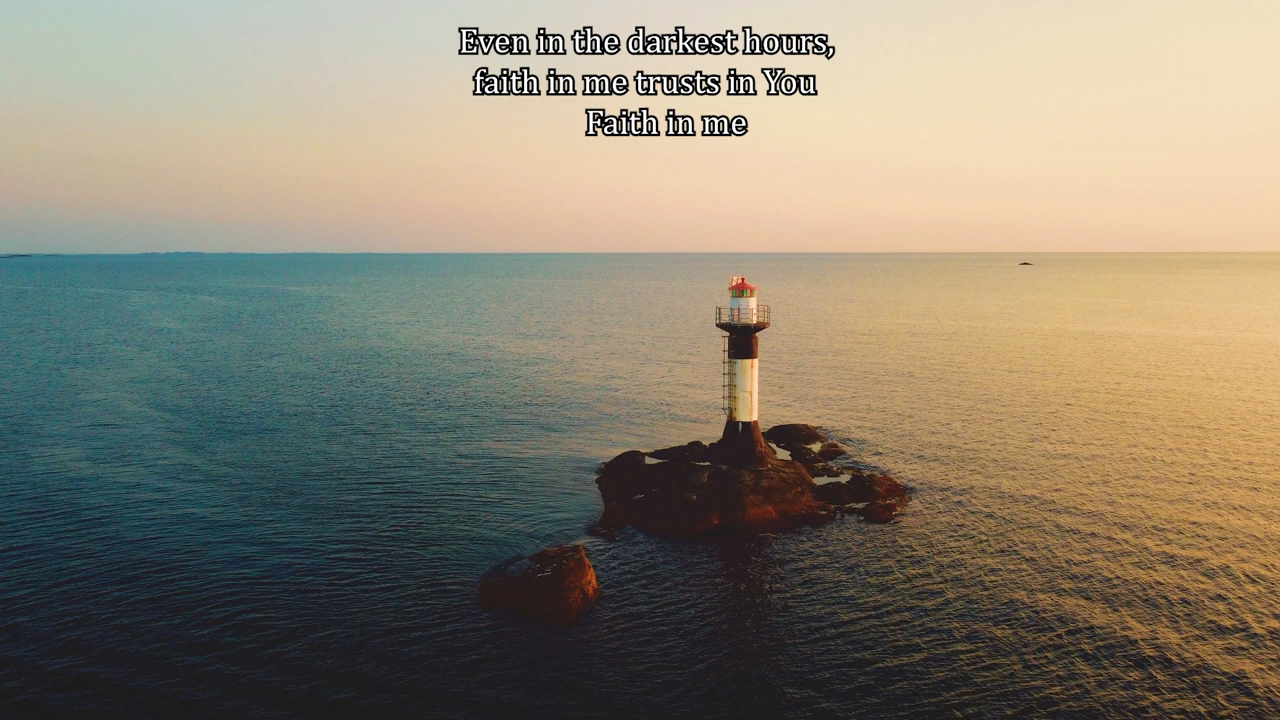 Even in the darkest hours,
faith in me trusts in You
Faith in me